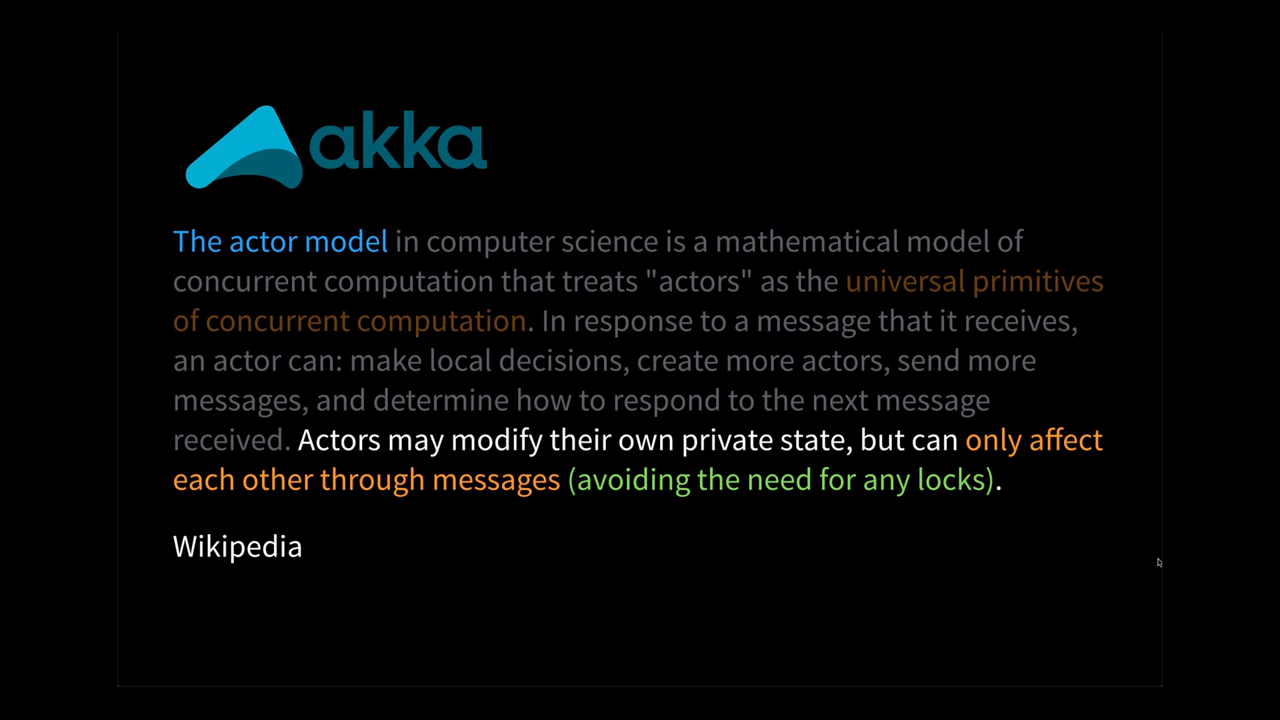 akka
The actor model in computer science is a mathematical model of
concurrent computation that treats "actors" as the universal primitives
of concurrent computation. In response to a message that it receives,
an actor can: make local decisions, create more actors, send more
messages, and determine how to respond to the next message
received. Actors may modify their own private state, but can only affect
each other through messages (avoiding the need for any locks).
Wikipedia